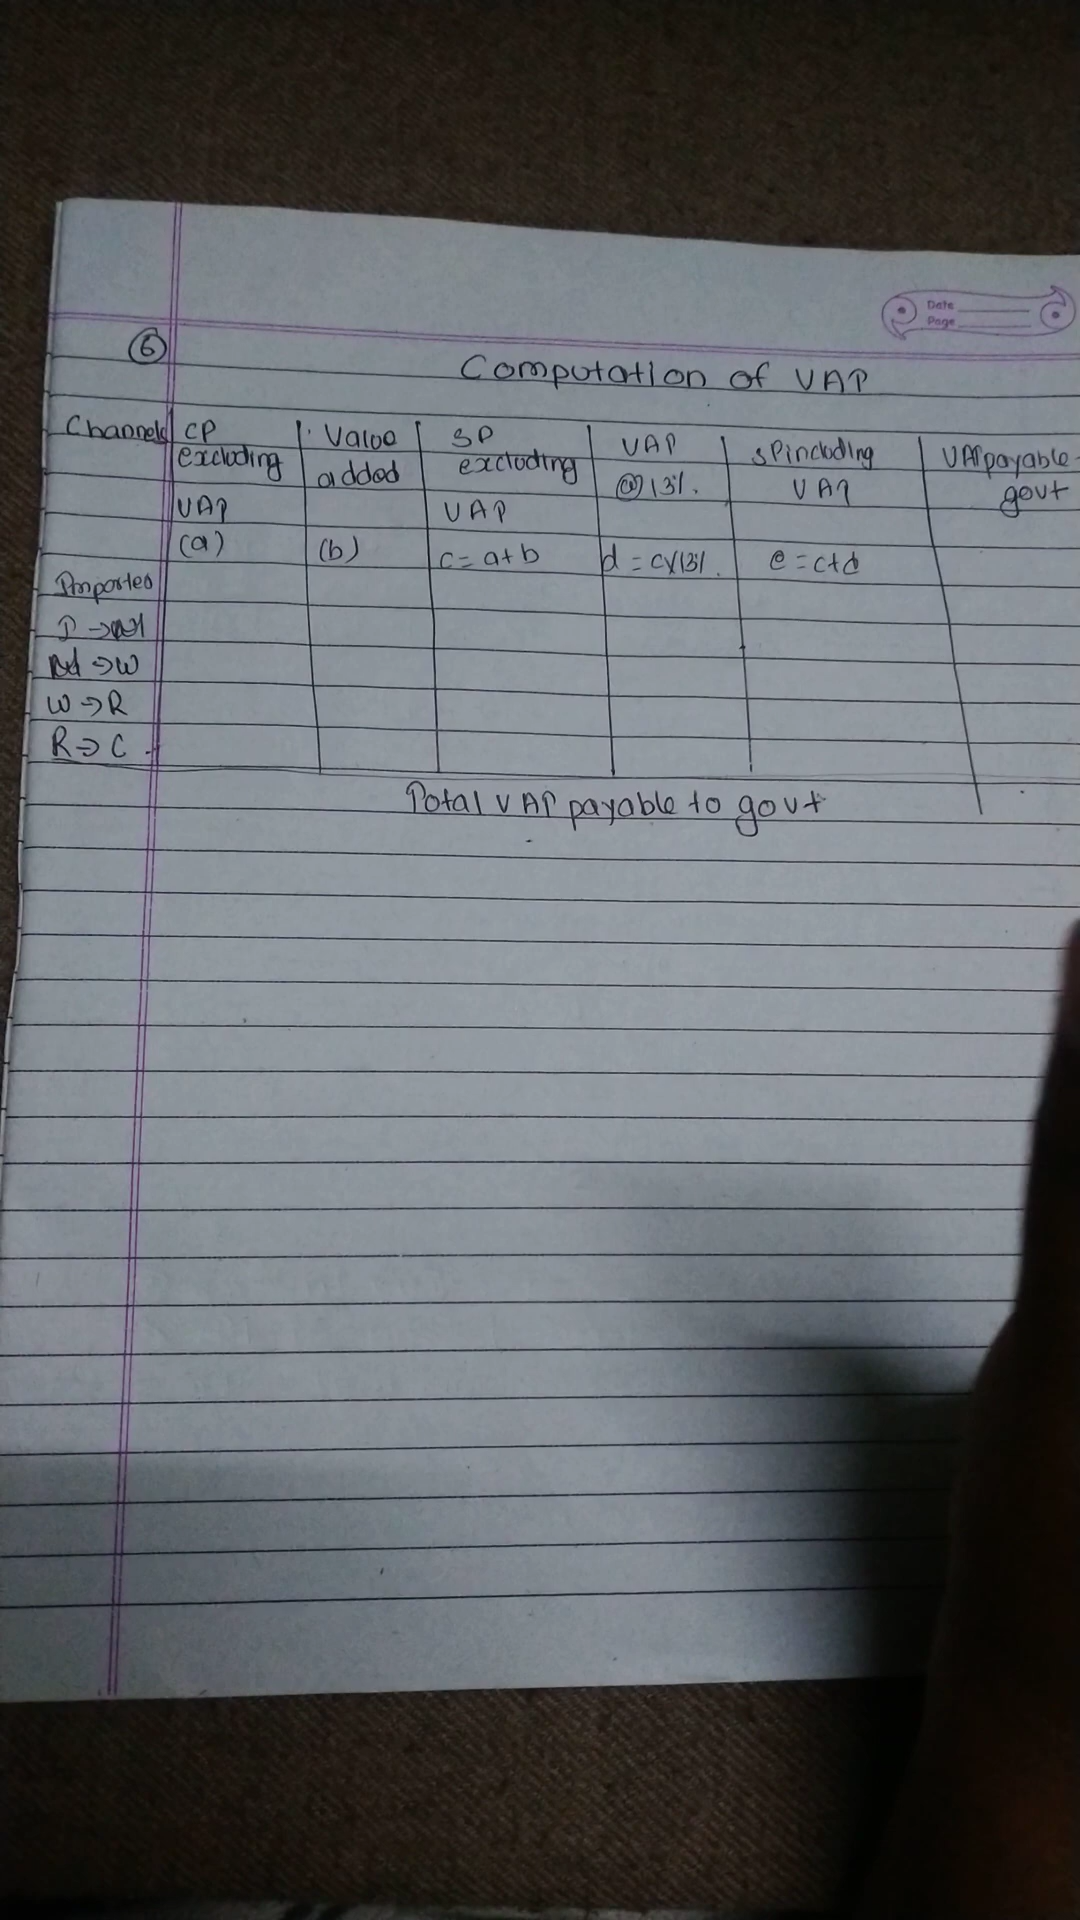 Date
Page
6
Computation of VAT
Channels | CP excluding VAT (a) | Value added (b) | SP excluding VAT c = a+b | VAT @ 13%. d = c×13%. | SP including VAT e = c+d | VAT payable govt
Imported
I →
→ W
W → R
R → C
Total VAT payable to govt